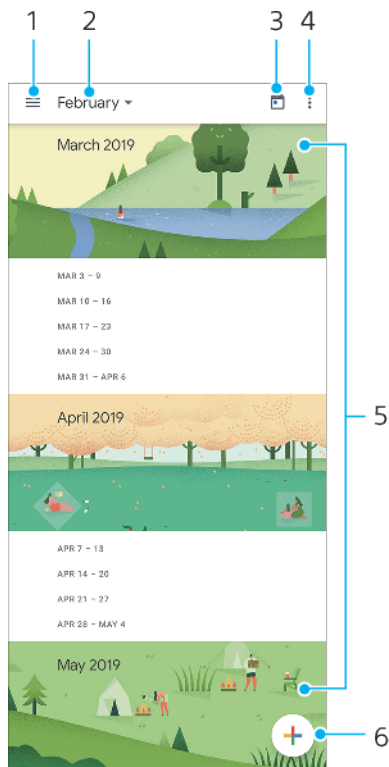 1 2 3 4
February
March 2019
MAR 3 – 9
MAR 10 – 16
MAR 17 – 23
MAR 24 – 30
MAR 31 – APR 6
5
April 2019
APR 7 – 13
APR 14 – 20
APR 21 – 27
APR 28 – MAY 4
May 2019
6